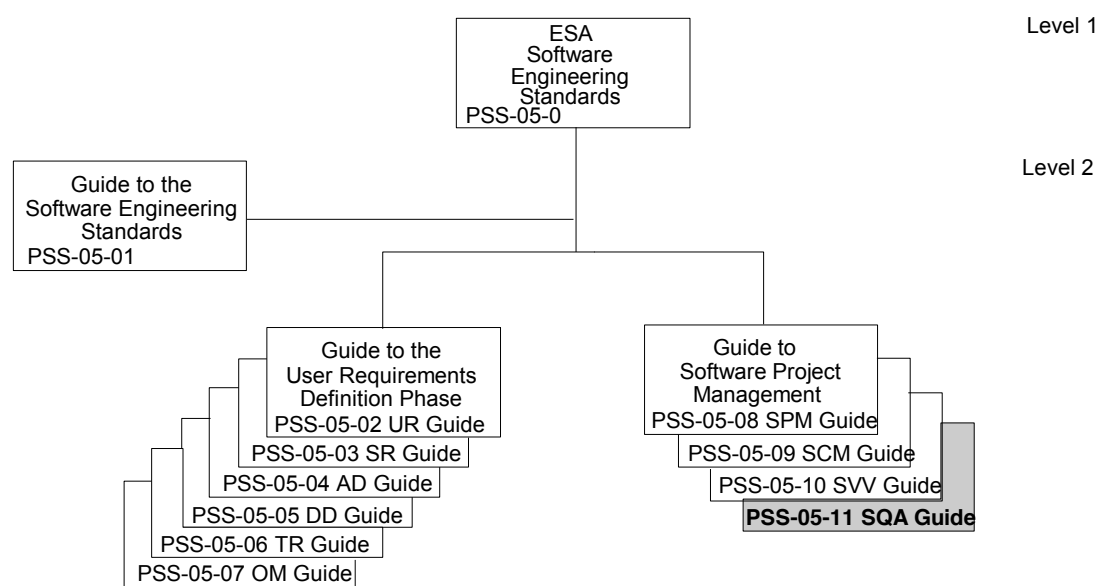 Level 1
ESA
Software
Engineering
Standards
PSS-05-0
Level 2
Guide to the
Software Engineering
Standards
PSS-05-01
Guide to the
User Requirements
Definition Phase
PSS-05-02 UR Guide
PSS-05-03 SR Guide
PSS-05-04 AD Guide
PSS-05-05 DD Guide
PSS-05-06 TR Guide
PSS-05-07 OM Guide
Guide to
Software Project
Management
PSS-05-08 SPM Guide
PSS-05-09 SCM Guide
PSS-05-10 SVV Guide
PSS-05-11 SQA Guide